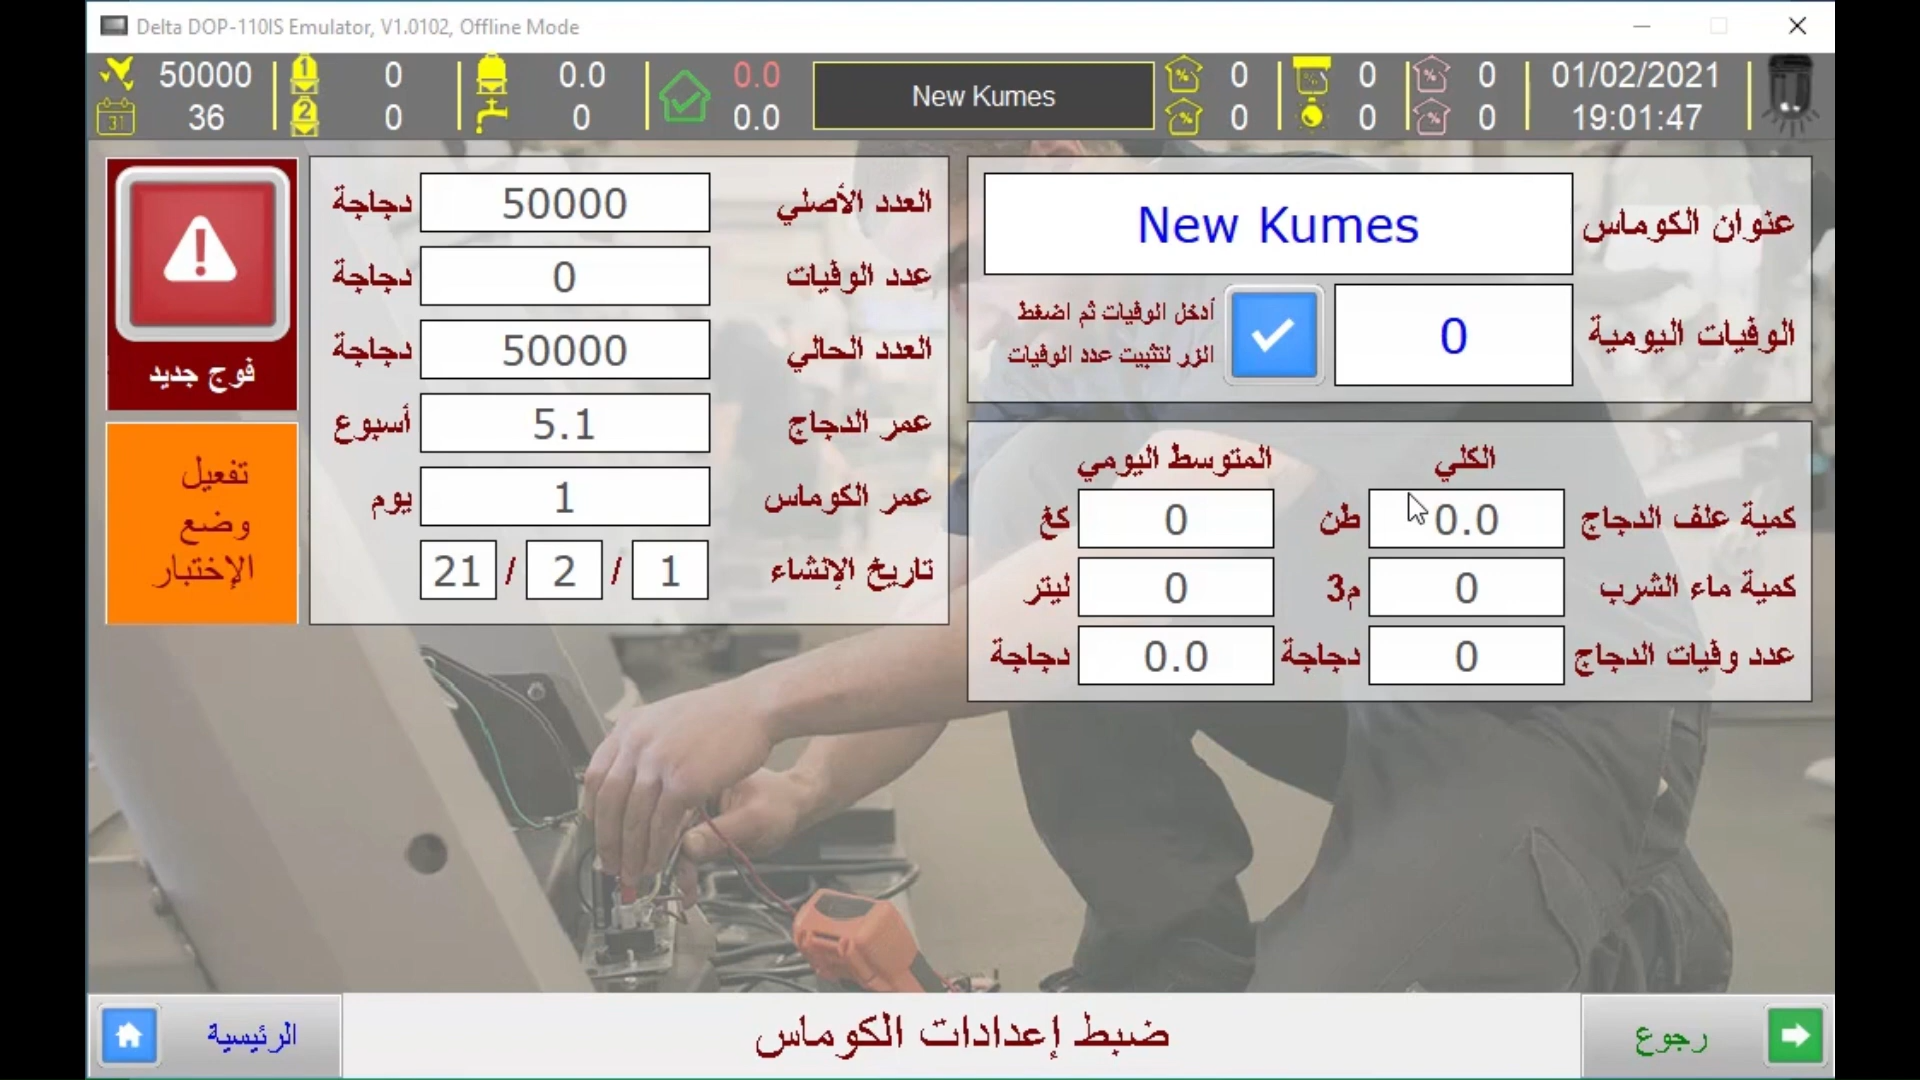 Delta DOP-110IS Emulator, V1.0102, Offline Mode
50000 0 0.0 0.0 New Kumes 0 0 0 01/02/2021
36 0 0 0.0 0 0 0 19:01:47
31 1 2 % % % % %
عنوان الكوماس New Kumes
الوفيات اليومية 0
أدخل الوفيات ثم اضغط
الزر لتثبيت عدد الوفيات
العدد الأصلي 50000 دجاجة
عدد الوفيات 0 دجاجة
العدد الحالي 50000 دجاجة
عمر الدجاج 5.1 أسبوع
عمر الكوماس 1 يوم
تاريخ الإنشاء 1 / 2 / 21
فوج جديد
تفعيل
وضع
الإختبار
الكلي المتوسط اليومي
كمية علف الدجاج 0.0 طن 0 كغ
كمية ماء الشرب 0 م3 0 ليتر
عدد وفيات الدجاج 0 دجاجة 0.0 دجاجة
رجوع
ضبط إعدادات الكوماس
الرئيسية